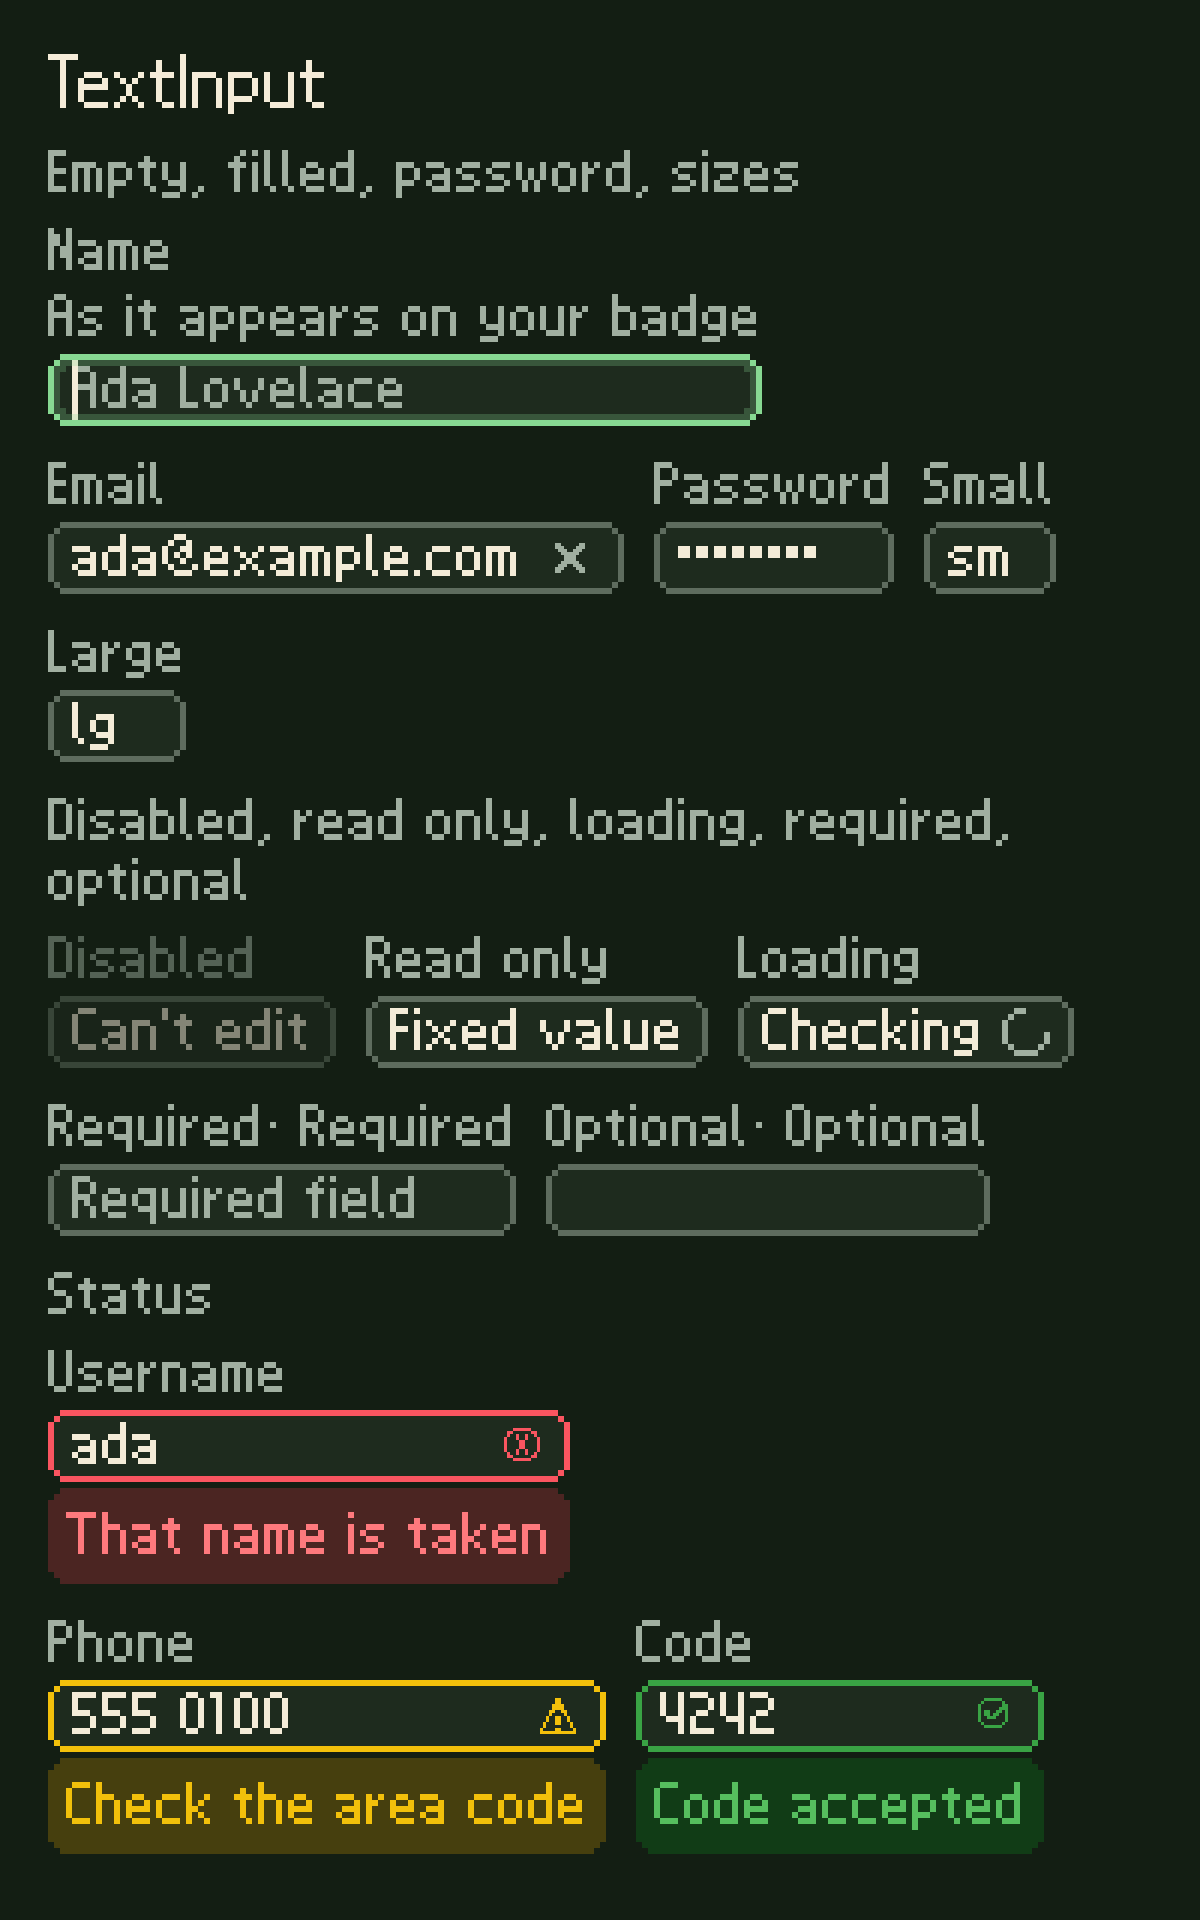 TextInput
Empty, filled, password, sizes
Name
As it appears on your badge
Ada Lovelace
Email Password Small
ada@example.com ×  ▪▪▪▪▪▪▪▪ sm
Large
lg
Disabled, read only, loading, required,
optional
Disabled Read only Loading
Can't edit Fixed value Checking
Required· Required Optional· Optional
Required field
Status
Username
ada
That name is taken
Phone Code
555 0100 4242
Check the area code Code accepted